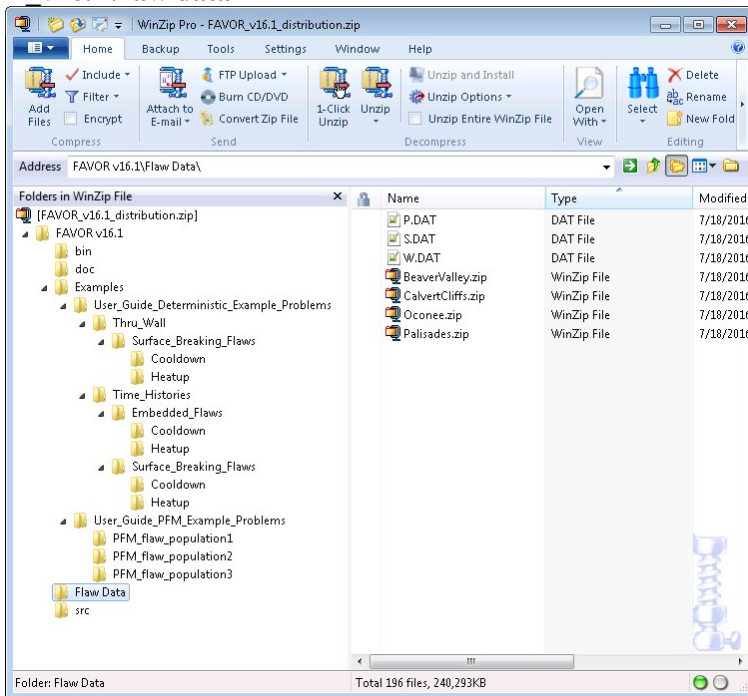 WinZip Pro - FAVOR_v16.1_distribution.zip
Home Backup Tools Settings Window Help
Add Files
Include
Filter
Encrypt
Compress
Attach to E-mail
FTP Upload
Burn CD/DVD
Convert Zip File
Send
1-Click Unzip
Unzip
Unzip and Install
Unzip Options
Unzip Entire WinZip File
Decompress
Open With
View
Select
Delete
Rename
New Fold
Editing
Address FAVOR v16.1\Flaw Data\
Folders in WinZip File
[FAVOR_v16.1_distribution.zip]
FAVOR v16.1
bin
doc
Examples
User_Guide_Deterministic_Example_Problems
Thru_Wall
Surface_Breaking_Flaws
Cooldown
Heatup
Time_Histories
Embedded_Flaws
Cooldown
Heatup
Surface_Breaking_Flaws
Cooldown
Heatup
User_Guide_PFM_Example_Problems
PFM_flaw_population1
PFM_flaw_population2
PFM_flaw_population3
Flaw Data
src
Name Type Modified
P.DAT DAT File 7/18/2016
S.DAT DAT File 7/18/2016
W.DAT DAT File 7/18/2016
BeaverValley.zip WinZip File 7/18/2016
CalvertCliffs.zip WinZip File 7/18/2016
Oconee.zip WinZip File 7/18/2016
Palisades.zip WinZip File 7/18/2016
Folder: Flaw Data
Total 196 files, 240,293KB